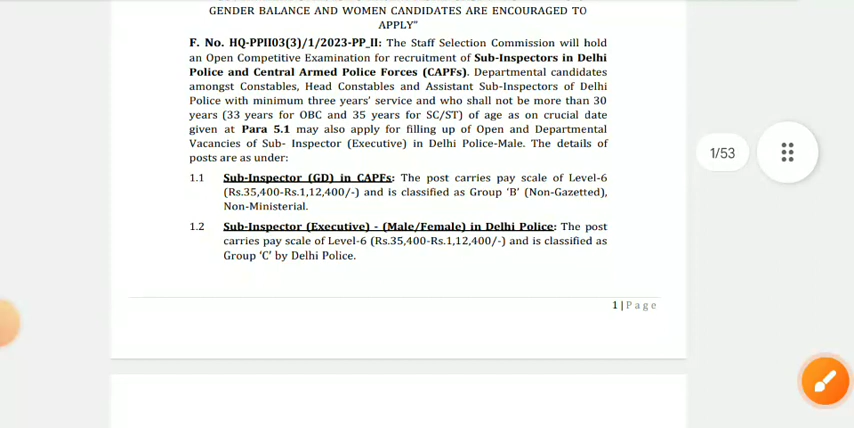 GENDER BALANCE AND WOMEN CANDIDATES ARE ENCOURAGED TO
APPLY"
F. No. HQ-PPII03(3)/1/2023-PP_II: The Staff Selection Commission will hold
an Open Competitive Examination for recruitment of Sub-Inspectors in Delhi
Police and Central Armed Police Forces (CAPFs). Departmental candidates
amongst Constables, Head Constables and Assistant Sub-Inspectors of Delhi
Police with minimum three years' service and who shall not be more than 30
years (33 years for OBC and 35 years for SC/ST) of age as on crucial date
given at Para 5.1 may also apply for filling up of Open and Departmental
Vacancies of Sub- Inspector (Executive) in Delhi Police-Male. The details of
posts are as under:
1.1 Sub-Inspector (GD) in CAPFs: The post carries pay scale of Level-6
(Rs.35,400-Rs.1,12,400/-) and is classified as Group 'B' (Non-Gazetted),
Non-Ministerial.
1.2 Sub-Inspector (Executive) - (Male/Female) in Delhi Police: The post
carries pay scale of Level-6 (Rs.35,400-Rs.1,12,400/-) and is classified as
Group 'C' by Delhi Police.
1|Page
1/53